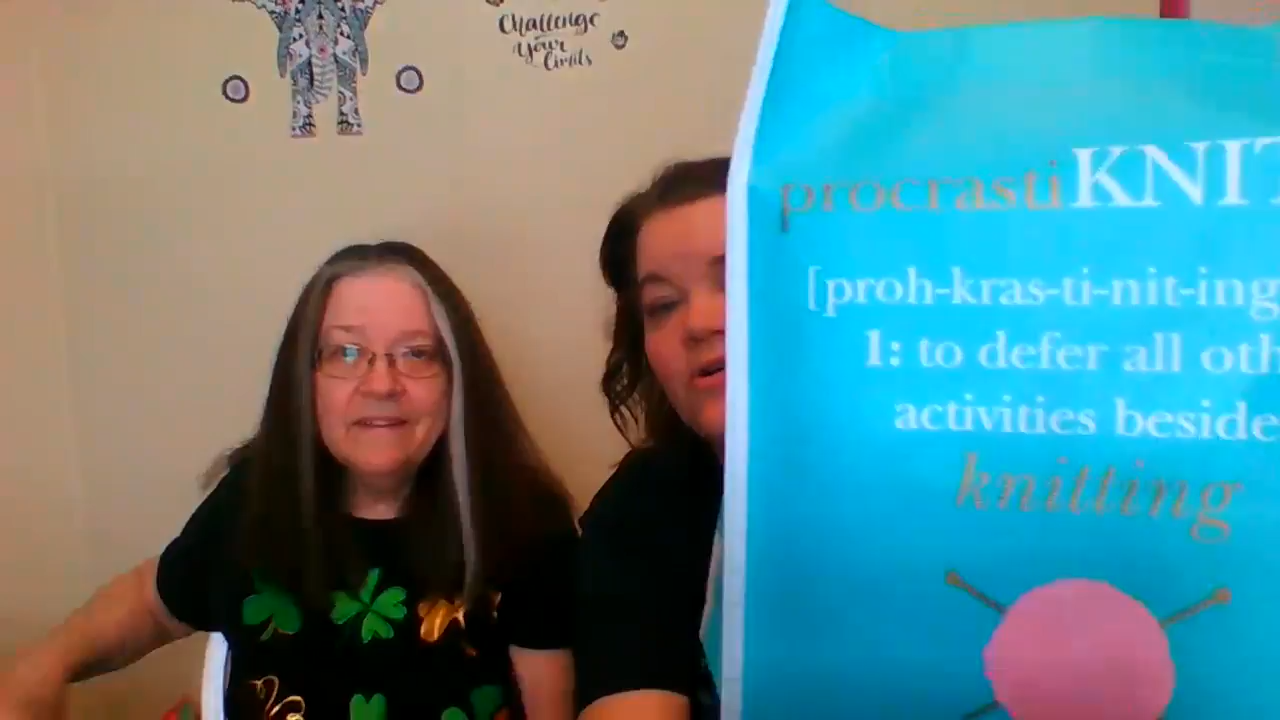 Challenge
Your
Limits
procrastiKNIT
[proh-kras-ti-nit-ing
1: to defer all oth
activities beside
knitting